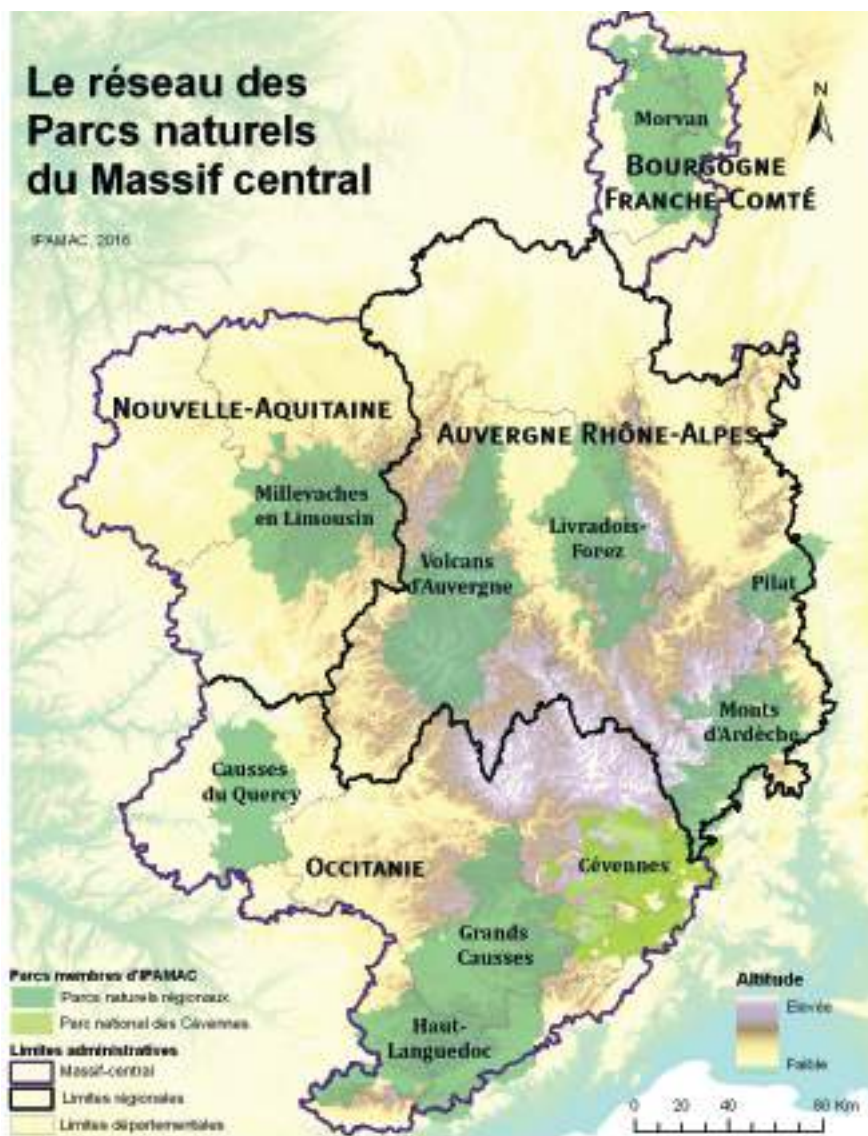 Le réseau des
Parcs naturels
du Massif central
IPAMAC, 2016
N
Morvan
BOURGOGNE
FRANCHE-COMTÉ
NOUVELLE-AQUITAINE
AUVERGNE RHÔNE-ALPES
Millevaches
en Limousin
Livradois-
Forez
Volcans
d'Auvergne
Pilat
Monts
d'Ardèche
Causses
du Quercy
OCCITANIE
Cévennes
Grands
Causses
Haut-
Languedoc
Parcs membres d'IPAMAC
Parcs naturels régionaux
Parc national des Cévennes
Limites administratives
Massif-central
Limites régionales
Limites départementales
Altitude
Elevée
Faible
0 20 40 80 Km